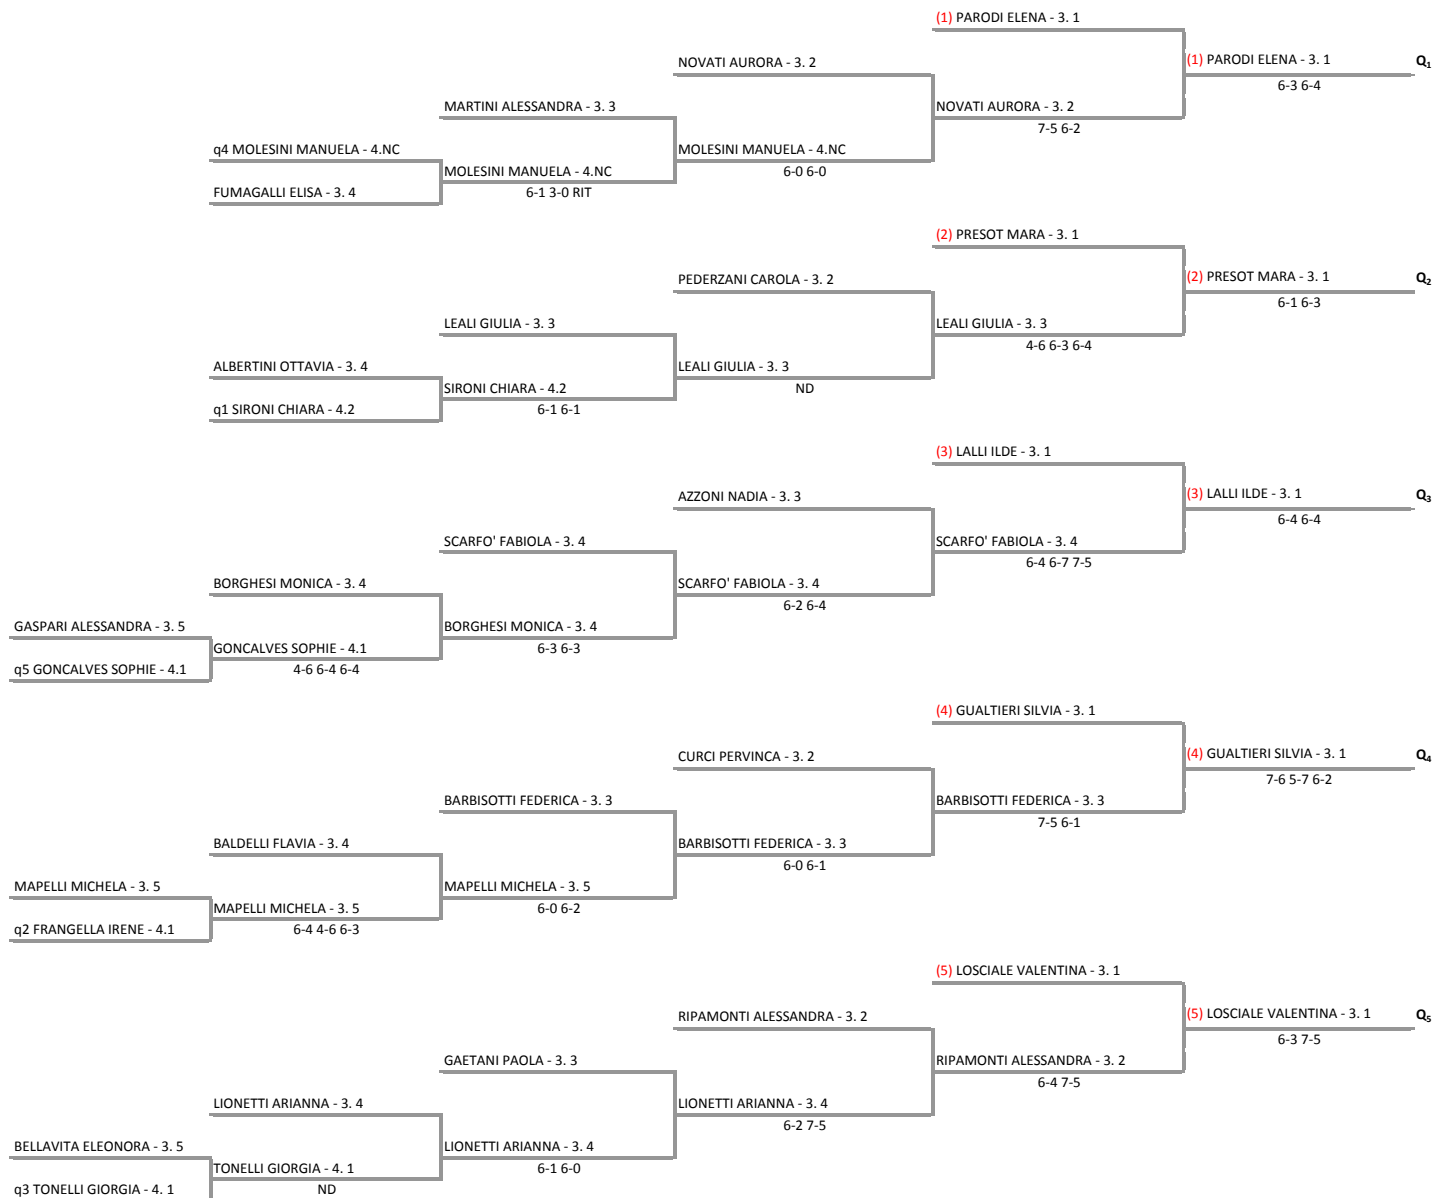 (1) PARODI ELENA - 3. 1
NOVATI AURORA - 3. 2
(1) PARODI ELENA - 3. 1
Q1
6-3 6-4
MARTINI ALESSANDRA - 3. 3
NOVATI AURORA - 3. 2
7-5 6-2
q4 MOLESINI MANUELA - 4.NC
MOLESINI MANUELA - 4.NC
6-0 6-0
MOLESINI MANUELA - 4.NC
6-1 3-0 RIT
FUMAGALLI ELISA - 3. 4
(2) PRESOT MARA - 3. 1
PEDERZANI CAROLA - 3. 2
(2) PRESOT MARA - 3. 1
Q2
6-1 6-3
LEALI GIULIA - 3. 3
LEALI GIULIA - 3. 3
4-6 6-3 6-4
ALBERTINI OTTAVIA - 3. 4
LEALI GIULIA - 3. 3
ND
SIRONI CHIARA - 4.2
6-1 6-1
q1 SIRONI CHIARA - 4.2
(3) LALLI ILDE - 3. 1
AZZONI NADIA - 3. 3
(3) LALLI ILDE - 3. 1
Q3
6-4 6-4
SCARFO' FABIOLA - 3. 4
SCARFO' FABIOLA - 3. 4
6-4 6-7 7-5
BORGHESI MONICA - 3. 4
SCARFO' FABIOLA - 3. 4
6-2 6-4
GASPARI ALESSANDRA - 3. 5
BORGHESI MONICA - 3. 4
6-3 6-3
GONCALVES SOPHIE - 4.1
4-6 6-4 6-4
q5 GONCALVES SOPHIE - 4.1
(4) GUALTIERI SILVIA - 3. 1
CURCI PERVINCA - 3. 2
(4) GUALTIERI SILVIA - 3. 1
Q4
7-6 5-7 6-2
BARBISOTTI FEDERICA - 3. 3
BARBISOTTI FEDERICA - 3. 3
7-5 6-1
BALDELLI FLAVIA - 3. 4
BARBISOTTI FEDERICA - 3. 3
6-0 6-1
MAPELLI MICHELA - 3. 5
MAPELLI MICHELA - 3. 5
6-0 6-2
MAPELLI MICHELA - 3. 5
6-4 4-6 6-3
q2 FRANGELLA IRENE - 4.1
(5) LOSCIALE VALENTINA - 3. 1
RIPAMONTI ALESSANDRA - 3. 2
(5) LOSCIALE VALENTINA - 3. 1
Q5
6-3 7-5
GAETANI PAOLA - 3. 3
RIPAMONTI ALESSANDRA - 3. 2
6-4 7-5
LIONETTI ARIANNA - 3. 4
LIONETTI ARIANNA - 3. 4
6-2 7-5
BELLAVITA ELEONORA - 3. 5
LIONETTI ARIANNA - 3. 4
6-1 6-0
TONELLI GIORGIA - 4. 1
ND
q3 TONELLI GIORGIA - 4. 1